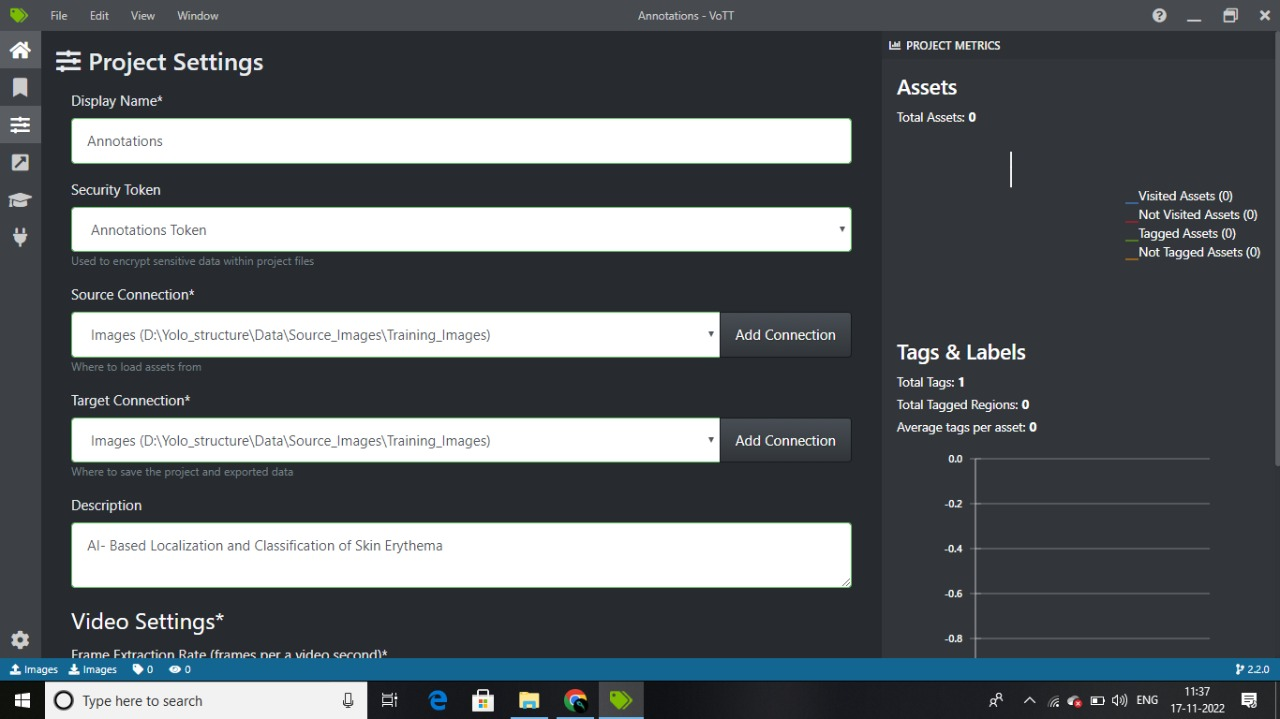 File Edit View Window
Annotations - VoTT
Project Settings
Display Name*
Annotations
Security Token
Annotations Token
Used to encrypt sensitive data within project files
Source Connection*
Images (D:\Yolo_structure\Data\Source_Images\Training_Images)
Add Connection
Where to load assets from
Target Connection*
Images (D:\Yolo_structure\Data\Source_Images\Training_Images)
Add Connection
Where to save the project and exported data
Description
AI- Based Localization and Classification of Skin Erythema
Video Settings*
Frame Extraction Rate (frames per a video second)*
PROJECT METRICS
Assets
Total Assets: 0
Visited Assets (0)
Not Visited Assets (0)
Tagged Assets (0)
Not Tagged Assets (0)
Tags & Labels
Total Tags: 1
Total Tagged Regions: 0
Average tags per asset: 0
0.0
-0.2
-0.4
-0.6
-0.8
Images Images 0 0
2.2.0
Type here to search
ENG
11:37
17-11-2022